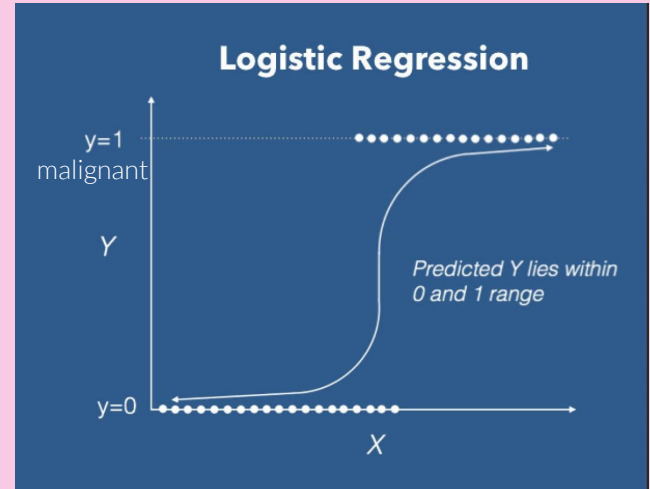 Logistic Regression
y=1
malignant
Y
Predicted Y lies within
0 and 1 range
y=0
X